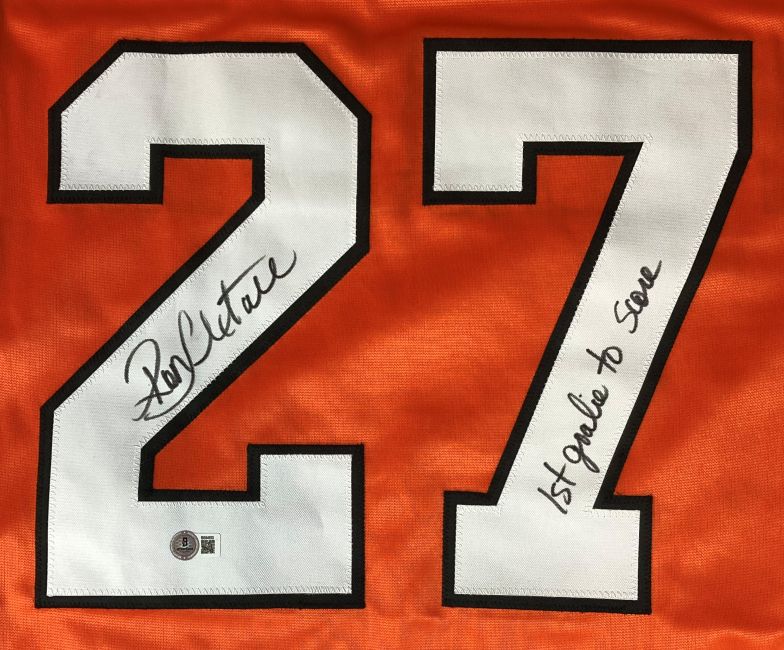 27
Ron Hextall
1st goalie to score
B